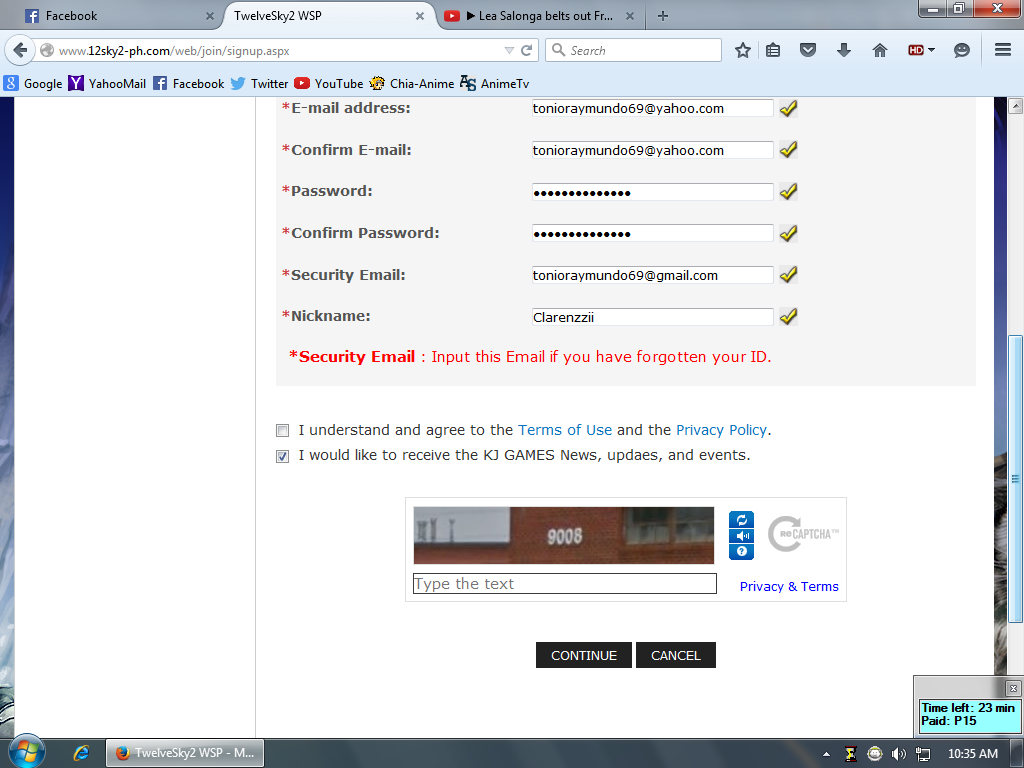 Facebook
TwelveSky2 WSP
▶ Lea Salonga belts out Fr...
www.12sky2-ph.com/web/join/signup.aspx
Search
HD
Google
YahooMail
Facebook
Twitter
YouTube
Chia-Anime
AnimeTv
*E-mail address: tonioraymundo69@yahoo.com
*Confirm E-mail: tonioraymundo69@yahoo.com
*Password: ●●●●●●●●●●●●●●
*Confirm Password: ●●●●●●●●●●●●●●
*Security Email: tonioraymundo69@gmail.com
*Nickname: Clarenzzii
*Security Email : Input this Email if you have forgotten your ID.
I understand and agree to the Terms of Use and the Privacy Policy.
I would like to receive the KJ GAMES News, updaes, and events.
9008
reCAPTCHA™
Type the text
Privacy & Terms
CONTINUE
CANCEL
Time left: 23 min
Paid: P15
TwelveSky2 WSP - M...
10:35 AM